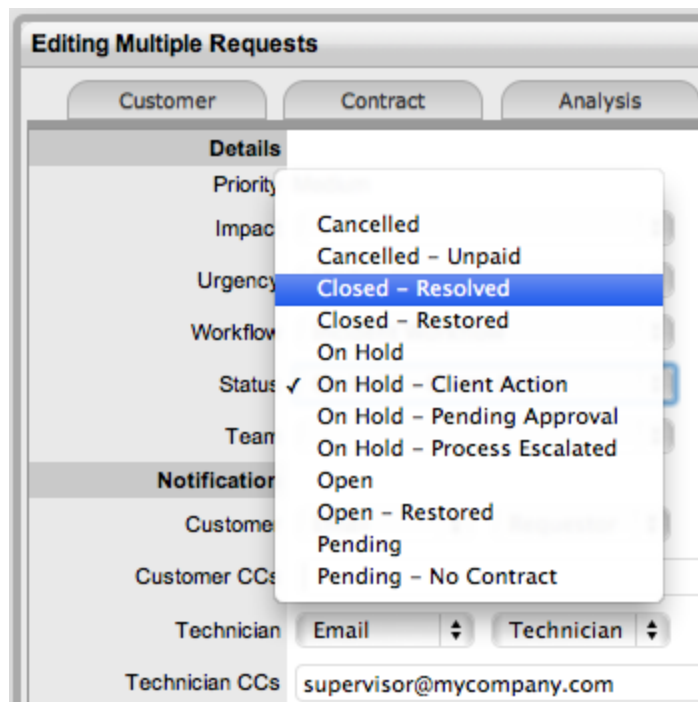 Editing Multiple Requests
Customer Contract Analysis
Details
Priority
Impac
Cancelled
Cancelled – Unpaid
Urgency
Closed – Resolved
Workflow
Closed – Restored
On Hold
Status ✓ On Hold – Client Action
On Hold – Pending Approval
Team
On Hold – Process Escalated
Notification
Open
Open – Restored
Custome
Pending
Customer CCs
Pending – No Contract
Technician Email Technician
Technician CCs supervisor@mycompany.com